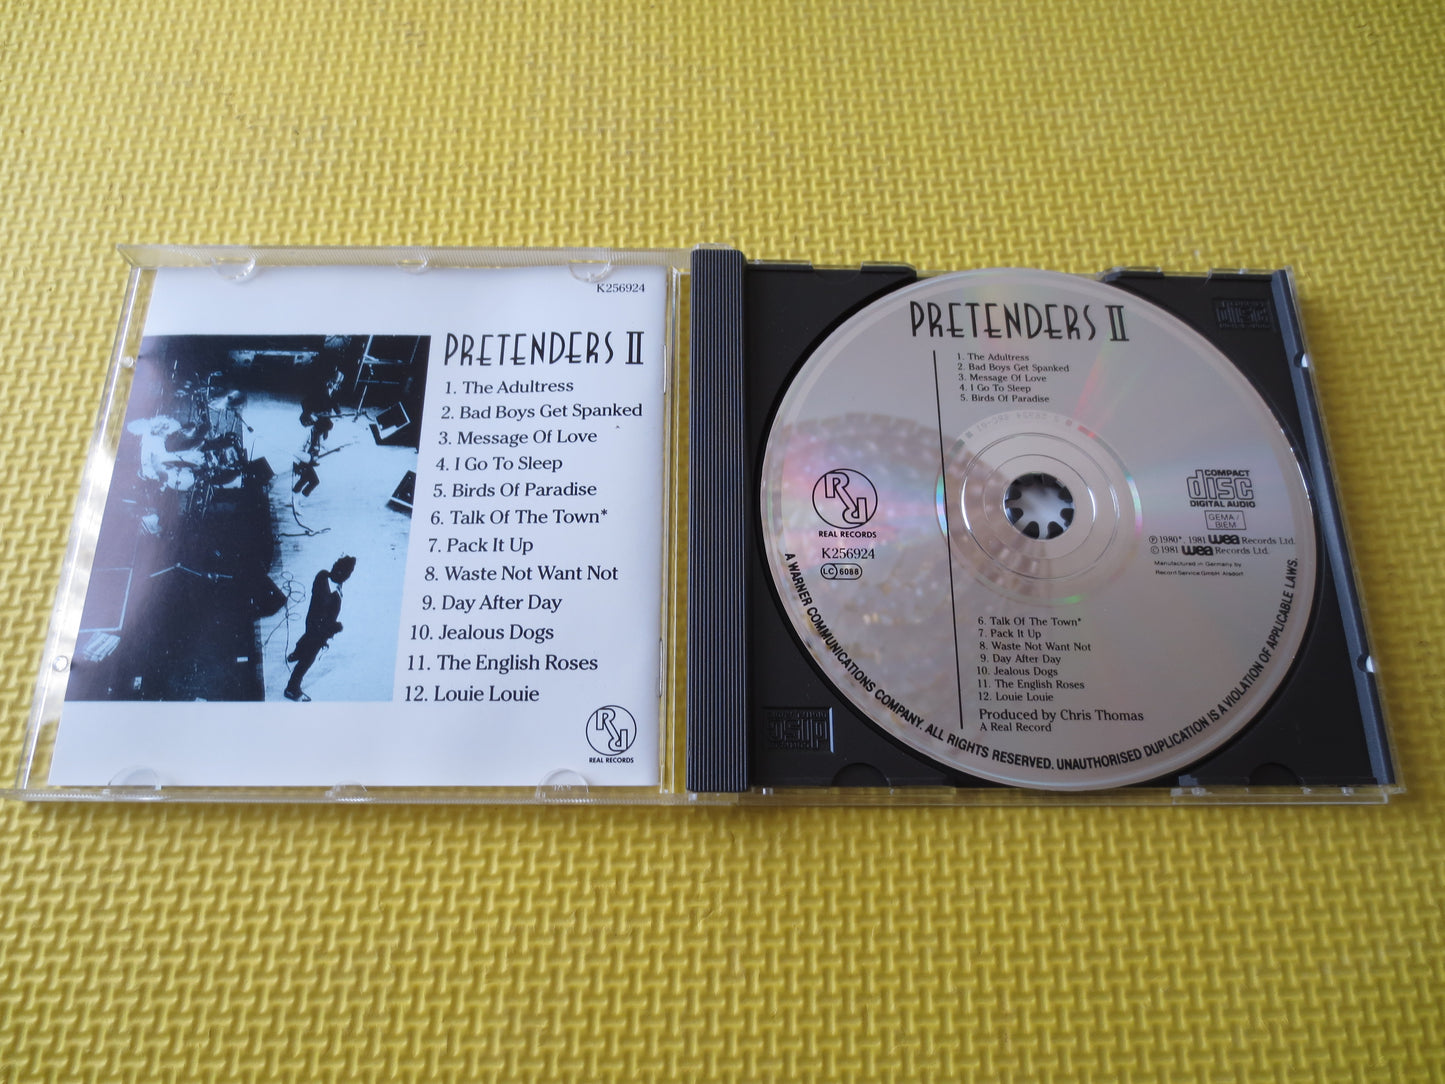 K256924
PRETENDERS II
1. The Adultress
2. Bad Boys Get Spanked
3. Message Of Love
4. I Go To Sleep
5. Birds Of Paradise
6. Talk Of The Town*
7. Pack It Up
8. Waste Not Want Not
9. Day After Day
10. Jealous Dogs
11. The English Roses
12. Louie Louie
REAL RECORDS
PRETENDERS II
1. The Adultress
2. Bad Boys Get Spanked
3. Message Of Love
4. I Go To Sleep
5. Birds Of Paradise
REAL RECORDS
K256924
LC 6088
COMPACT
disc
DIGITAL AUDIO
GEMA/
BIEM
℗ 1980*, 1981 wea Records Ltd.
© 1981 wea Records Ltd.
Manufactured in Germany by
Record Service GmbH Alsdorf
6. Talk Of The Town*
7. Pack It Up
8. Waste Not Want Not
9. Day After Day
10. Jealous Dogs
11. The English Roses
12. Louie Louie
Produced by Chris Thomas
A Real Record
A WARNER COMMUNICATIONS COMPANY. ALL RIGHTS RESERVED. UNAUTHORISED DUPLICATION IS A VIOLATION OF APPLICABLE LAWS.